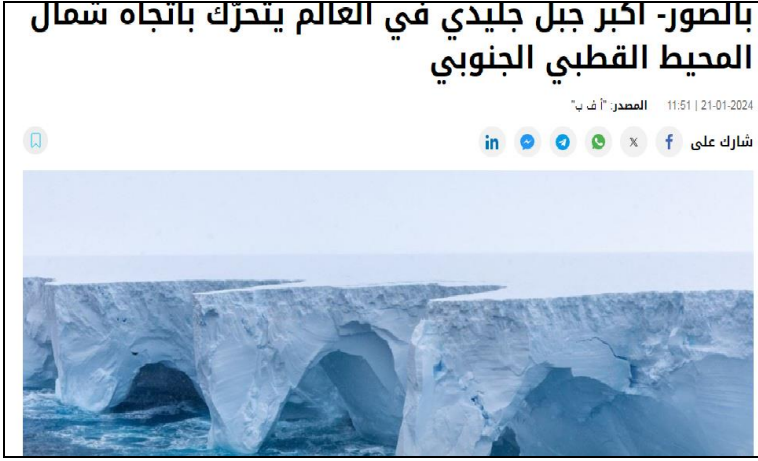 بالصور- أكبر جبل جليدي في العالم يتحرّك باتجاه شمال
المحيط القطبي الجنوبي
21-01-2024 | 11:51 المصدر: "أ ف ب"
شارك على